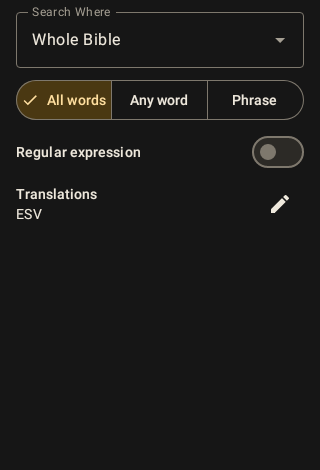 Search Where
Whole Bible
All words
Any word
Phrase
Regular expression
Translations
ESV